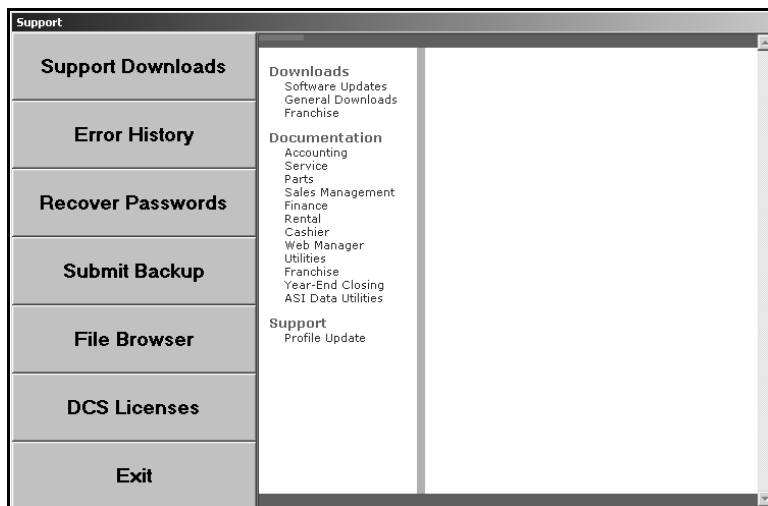 Support
Support Downloads
Error History
Recover Passwords
Submit Backup
File Browser
DCS Licenses
Exit
Downloads
Software Updates
General Downloads
Franchise
Documentation
Accounting
Service
Parts
Sales Management
Finance
Rental
Cashier
Web Manager
Utilities
Franchise
Year-End Closing
ASI Data Utilities
Support
Profile Update